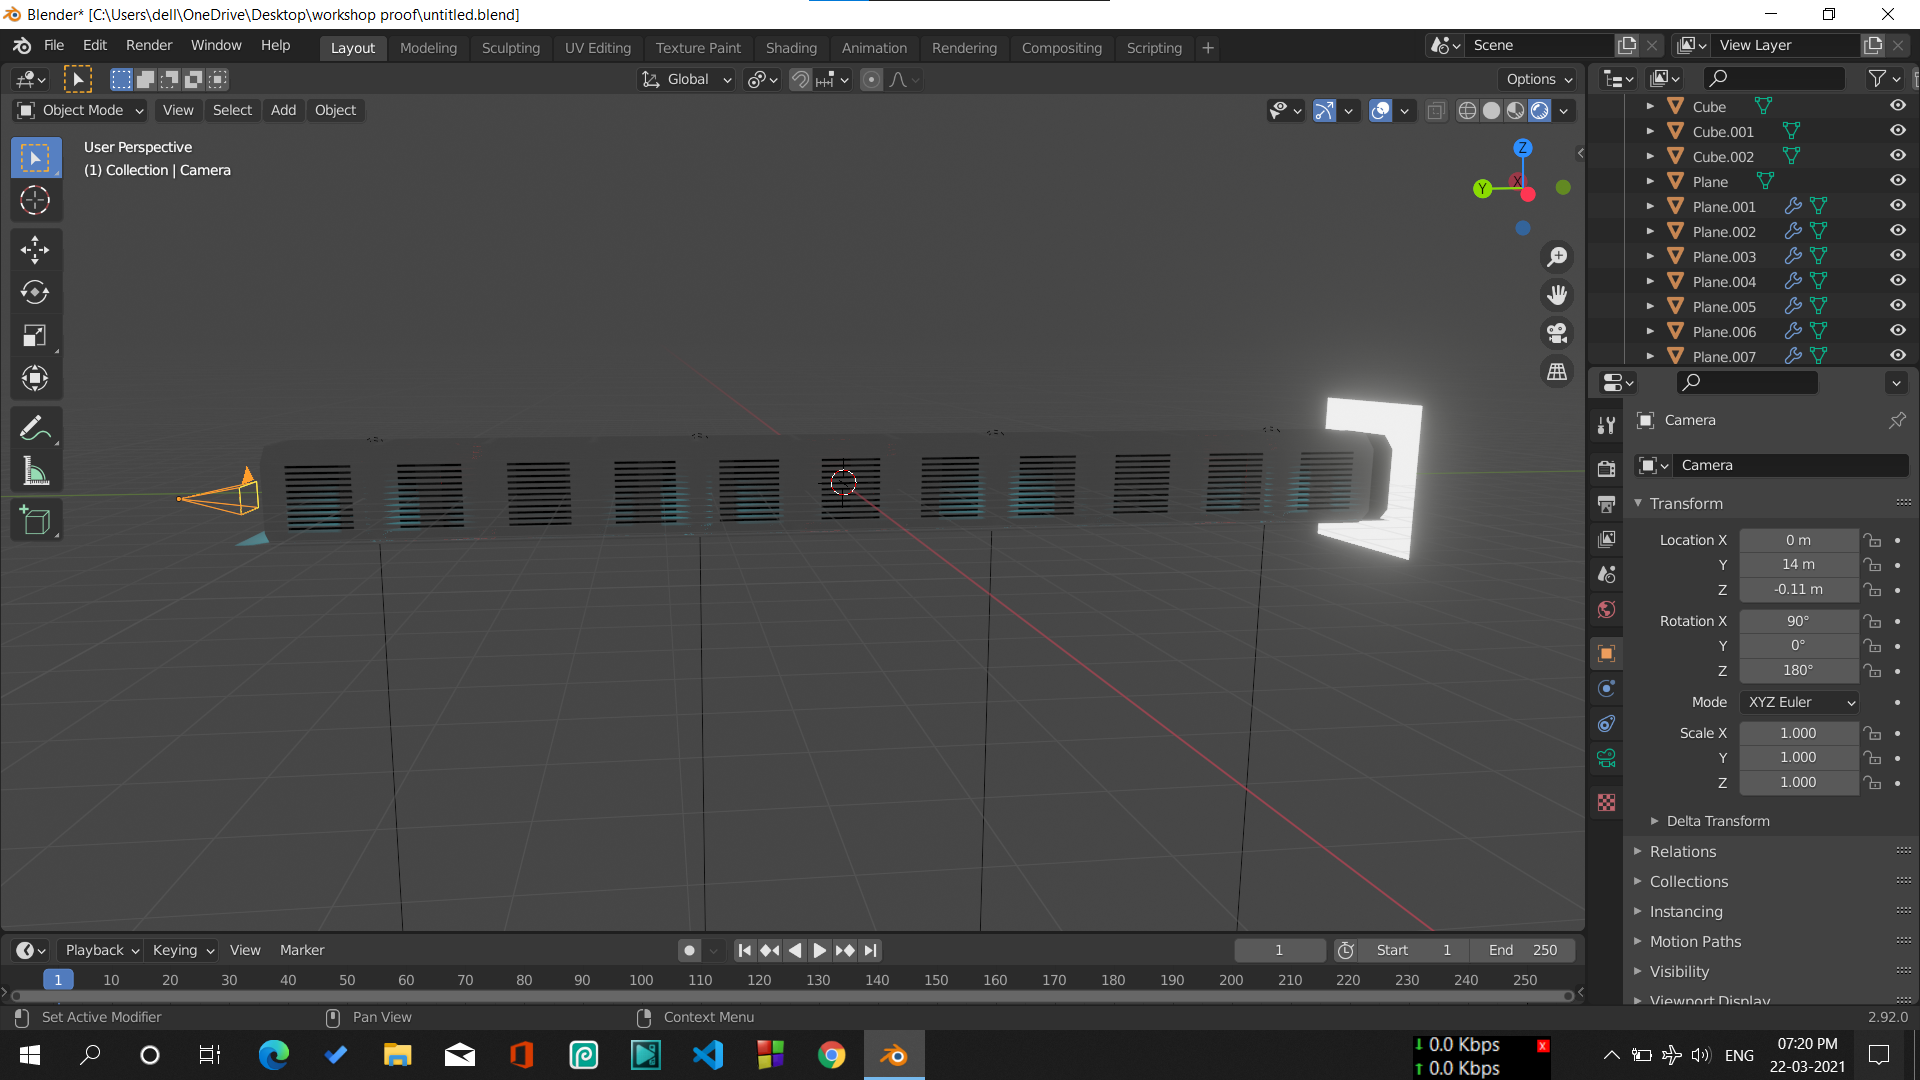 Blender* [C:\Users\dell\OneDrive\Desktop\workshop proof\untitled.blend]
File Edit Render Window Help Layout Modeling Sculpting UV Editing Texture Paint Shading Animation Rendering Compositing Scripting + Scene View Layer
Global Options
Object Mode View Select Add Object
User Perspective
(1) Collection | Camera
Z
Y X
Cube
Cube.001
Cube.002
Plane
Plane.001
Plane.002
Plane.003
Plane.004
Plane.005
Plane.006
Plane.007
Camera
Camera
Transform
Location X 0 m
Y 14 m
Z -0.11 m
Rotation X 90°
Y 0°
Z 180°
Mode XYZ Euler
Scale X 1.000
Y 1.000
Z 1.000
Delta Transform
Relations
Collections
Instancing
Motion Paths
Visibility
Viewport Display
Playback Keying View Marker 1 Start 1 End 250
1 10 20 30 40 50 60 70 80 90 100 110 120 130 140 150 160 170 180 190 200 210 220 230 240 250
Set Active Modifier Pan View Context Menu 2.92.0
0.0 Kbps x
0.0 Kbps
ENG
07:20 PM
22-03-2021